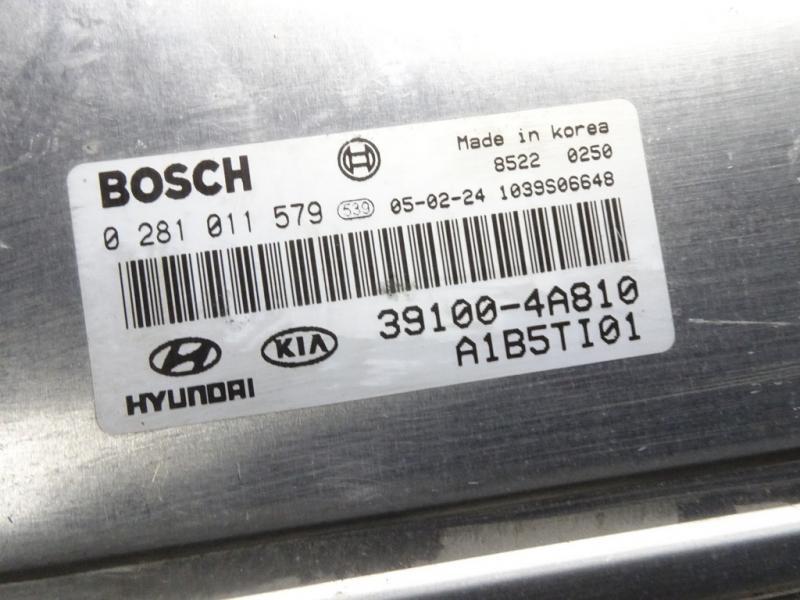 BOSCH
Made in korea
8522 0250
0 281 011 579 539 05-02-24 1039S06648
39100-4A810
HYUNDAI KIA A1B5TI01